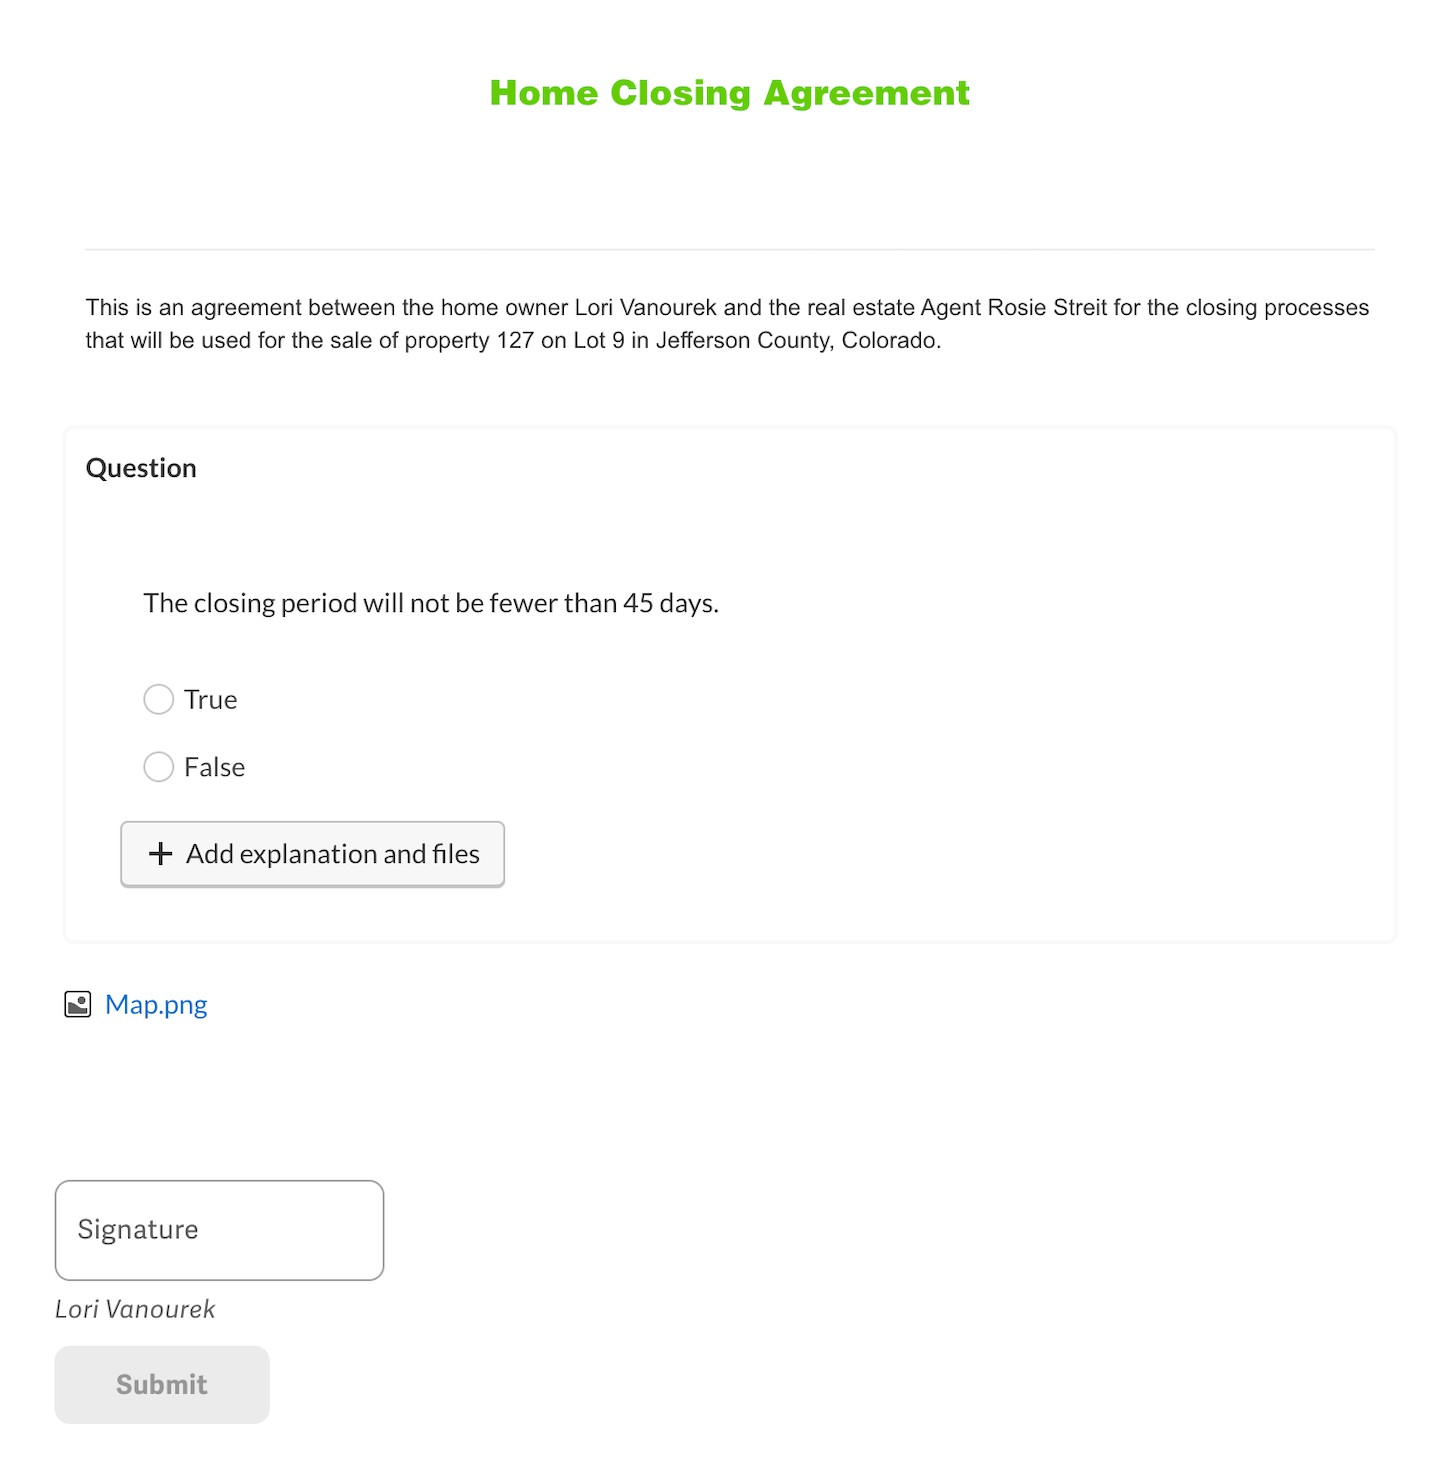 Home Closing Agreement
This is an agreement between the home owner Lori Vanourek and the real estate Agent Rosie Streit for the closing processes
that will be used for the sale of property 127 on Lot 9 in Jefferson County, Colorado.
Question
The closing period will not be fewer than 45 days.
True
False
+ Add explanation and files
Map.png
Signature
Lori Vanourek
Submit